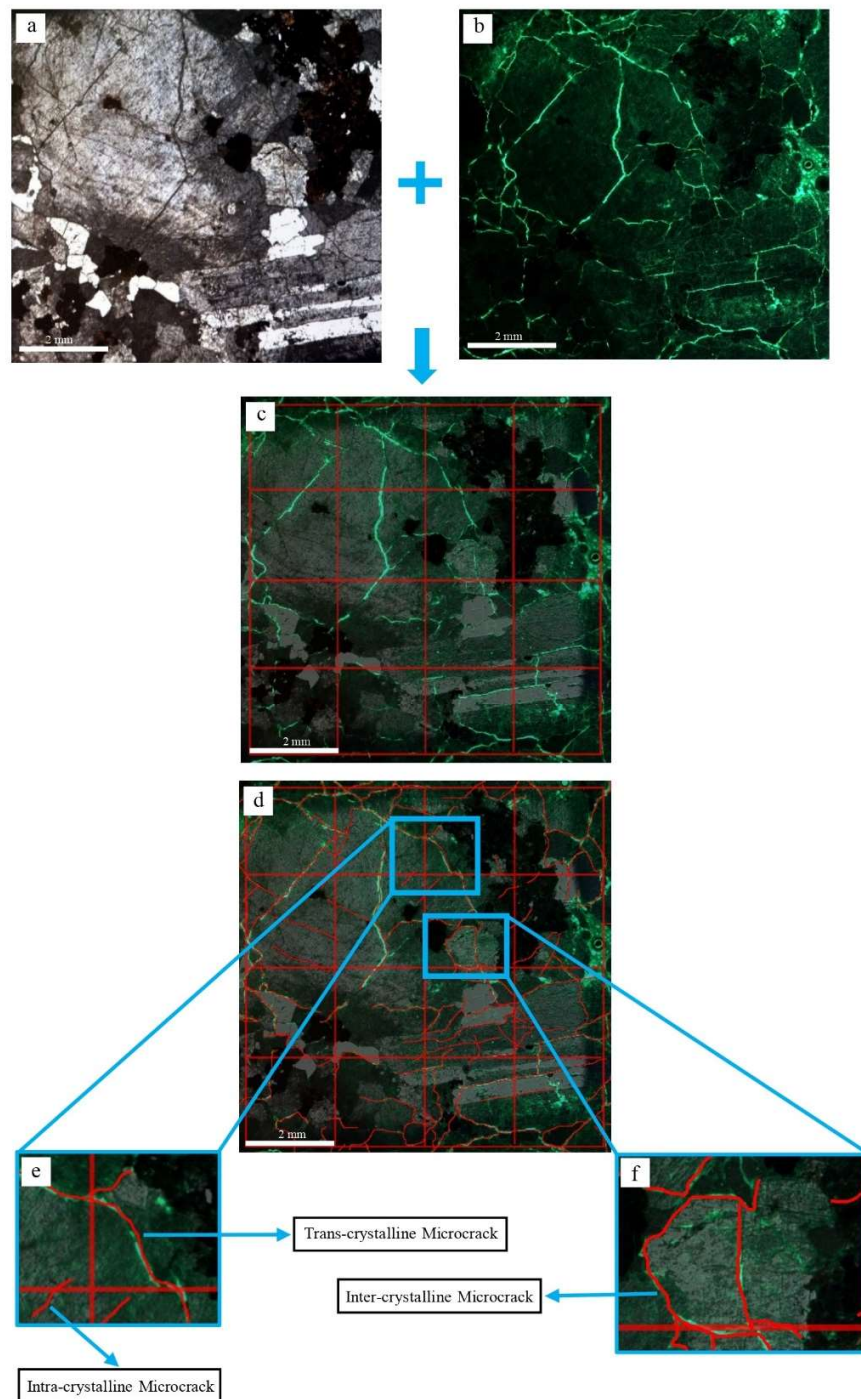 a
b
2 mm
2 mm
c
2 mm
d
2 mm
e
f
Trans-crystalline Microcrack
Inter-crystalline Microcrack
Intra-crystalline Microcrack